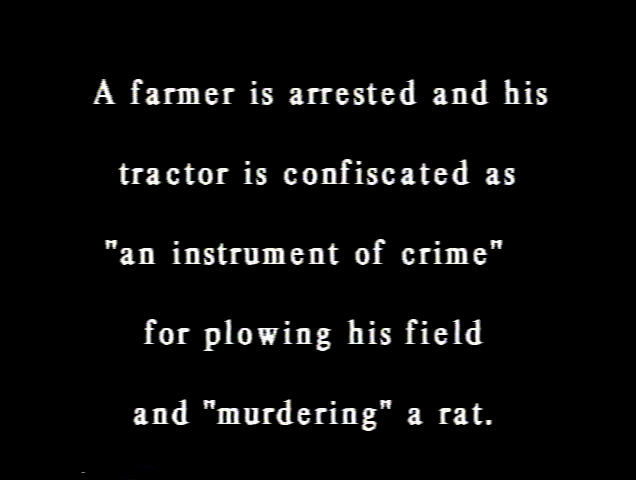 A farmer is arrested and his
tractor is confiscated as
"an instrument of crime"
for plowing his field
and "murdering" a rat.